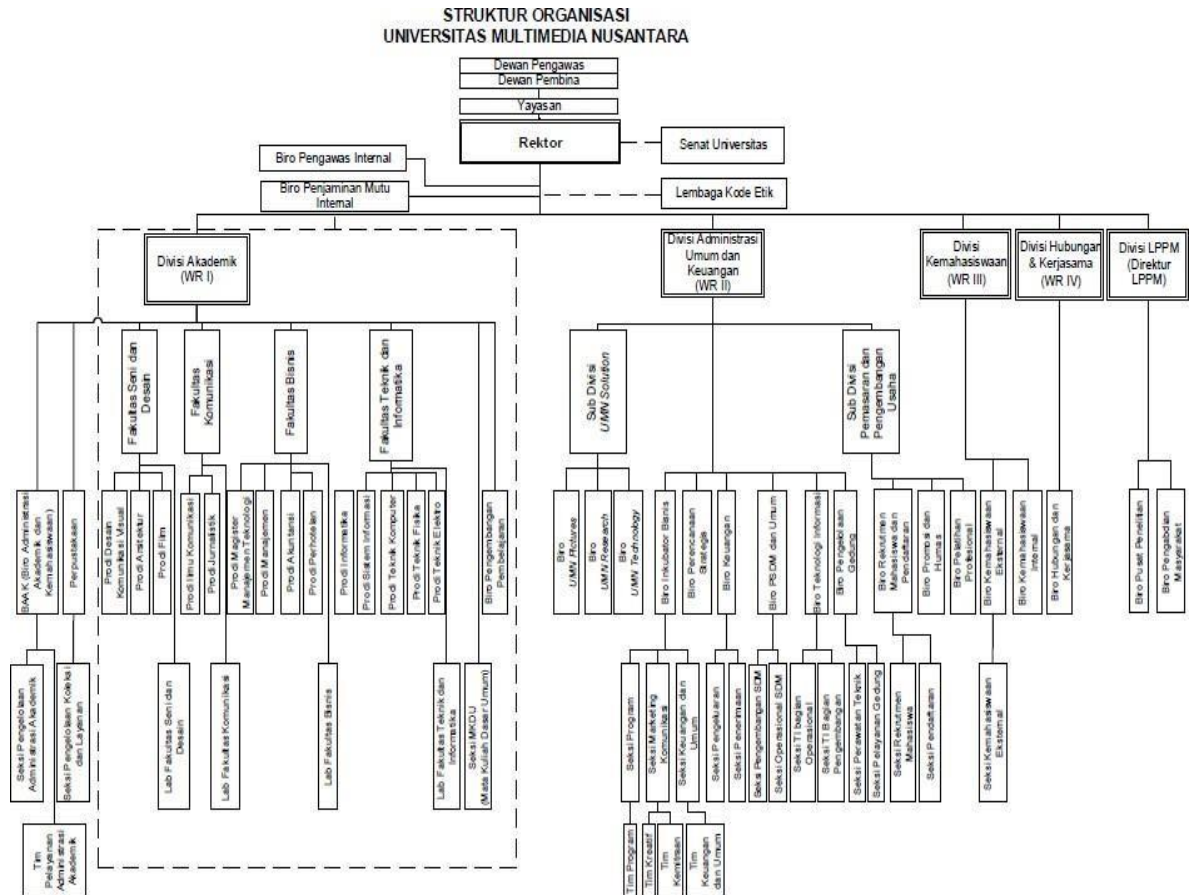 STRUKTUR ORGANISASI
UNIVERSITAS MULTIMEDIA NUSANTARA
Dewan Pengawas
Dewan Pembina
Yayasan
Rektor
Senat Universitas
Biro Pengawas Internal
Biro Penjaminan Mutu
Internal
Lembaga Kode Etik
Divisi Akademik
(WR I)
Divisi Administrasi
Umum dan
Keuangan
(WR II)
Divisi
Kemahasiswaan
(WR III)
Divisi Hubungan
& Kerjasama
(WR IV)
Divisi LPPM
(Direktur
LPPM)
Fakultas Seni dan
Desain
Fakultas
Komunikasi
Fakultas Bisnis
Fakultas Teknik dan
Informatika
Sub Divisi
UMN Solution
Sub Divisi
Pemasaran dan
Pengembangan
Usaha
BAAK (Biro Administrasi
Akademik dan
Kemahasiswaan)
Perpustakaan
Prodi Desain
Komunikasi Visual
Prodi Arsitektur
Prodi Film
Prodi Ilmu Komunikasi
Prodi Jurnalistik
Prodi Magister
Manajemen Teknologi
Prodi Manajemen
Prodi Akuntansi
Prodi Perhotelan
Prodi Informatika
Prodi Sistem Informasi
Prodi Teknik Komputer
Prodi Teknik Fisika
Prodi Teknik Elektro
Biro Pengembangan
Pembelajaran
Biro
UMN Pictures
Biro
UMN Research
Biro
UMN Technology
Biro Inkubator Bisnis
Biro Perencanaan
Strategis
Biro Keuangan
Biro PSDM dan Umum
Biro Teknologi Informasi
Biro Pengelolaan
Gedung
Biro Rekrutmen
Mahasiswa dan
Pendaftaran
Biro Promosi dan
Humas
Biro Pelatihan
Profesional
Biro Kemahasiswaan
Eksternal
Biro Kemahasiswaan
Internal
Biro Hubungan dan
Kerjasama
Biro Pusat Penelitian
Biro Pengabdian
Masyarakat
Seksi Pengelolaan
Administrasi Akademik
Seksi Pengelolaan Koleksi
dan Layanan
Lab Fakultas Seni dan
Desain
Lab Fakultas Komunikasi
Lab Fakultas Bisnis
Lab Fakultas Teknik dan
Informatika
Seksi MKDU
(Mata Kuliah Dasar Umum)
Seksi Program
Seksi Marketing
Komunikasi
Seksi Keuangan dan
Umum
Seksi Pengeluaran
Seksi Penerimaan
Seksi Pengembangan SDM
Seksi Operasional SDM
Seksi TI bagian
Operasional
Seksi TI Bagian
Pengembangan
Seksi Perawatan Teknik
Seksi Pelayanan Gedung
Seksi Rekrutmen
Mahasiswa
Seksi Pendaftaran
Seksi Kemahasiswaan
Eksternal
Tim
Pelayanan
Administrasi
Akademik
Tim Program
Tim Kreatif
Tim
Kemitraan
Tim
Keuangan
dan Umum